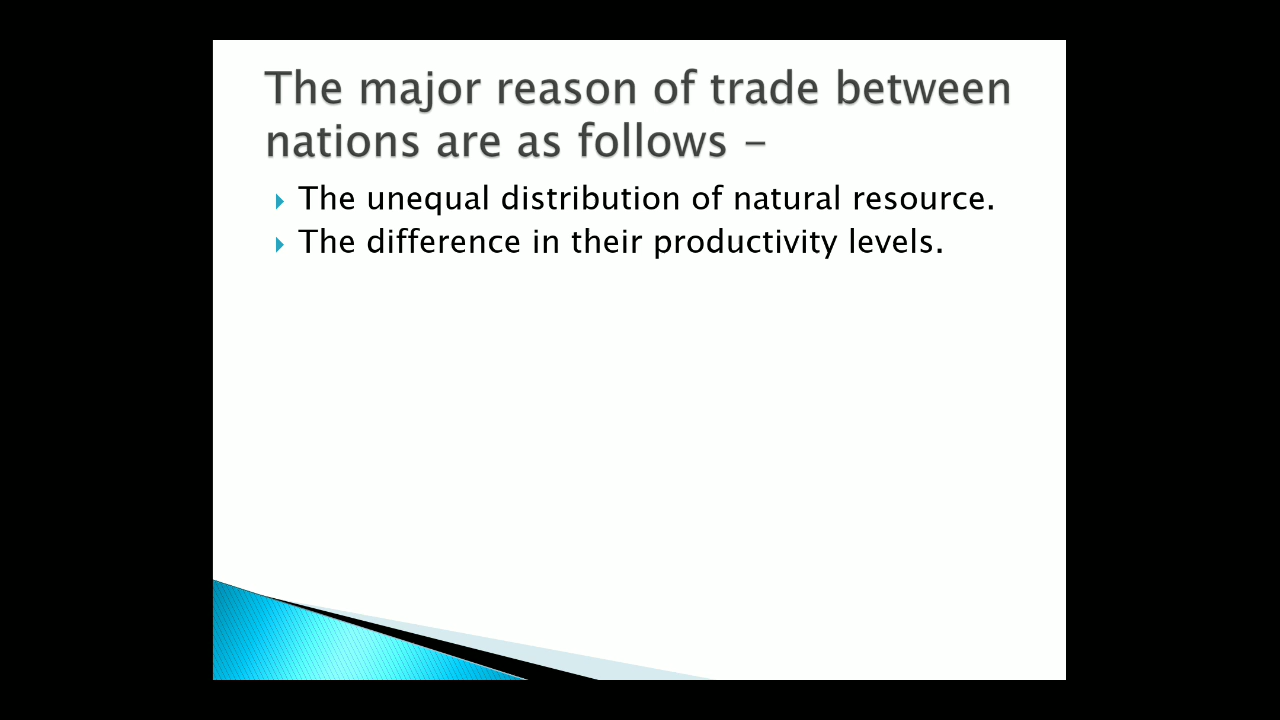 The major reason of trade between
nations are as follows –
The unequal distribution of natural resource.
The difference in their productivity levels.